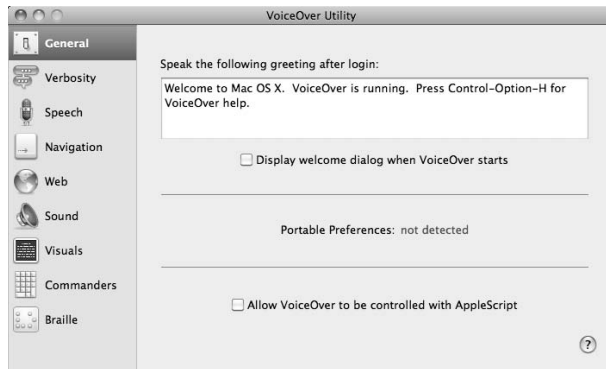 VoiceOver Utility
General
Verbosity
Speech
Navigation
Web
Sound
Visuals
Commanders
Braille
Speak the following greeting after login:
Welcome to Mac OS X. VoiceOver is running. Press Control-Option-H for
VoiceOver help.
Display welcome dialog when VoiceOver starts
Portable Preferences: not detected
Allow VoiceOver to be controlled with AppleScript
?